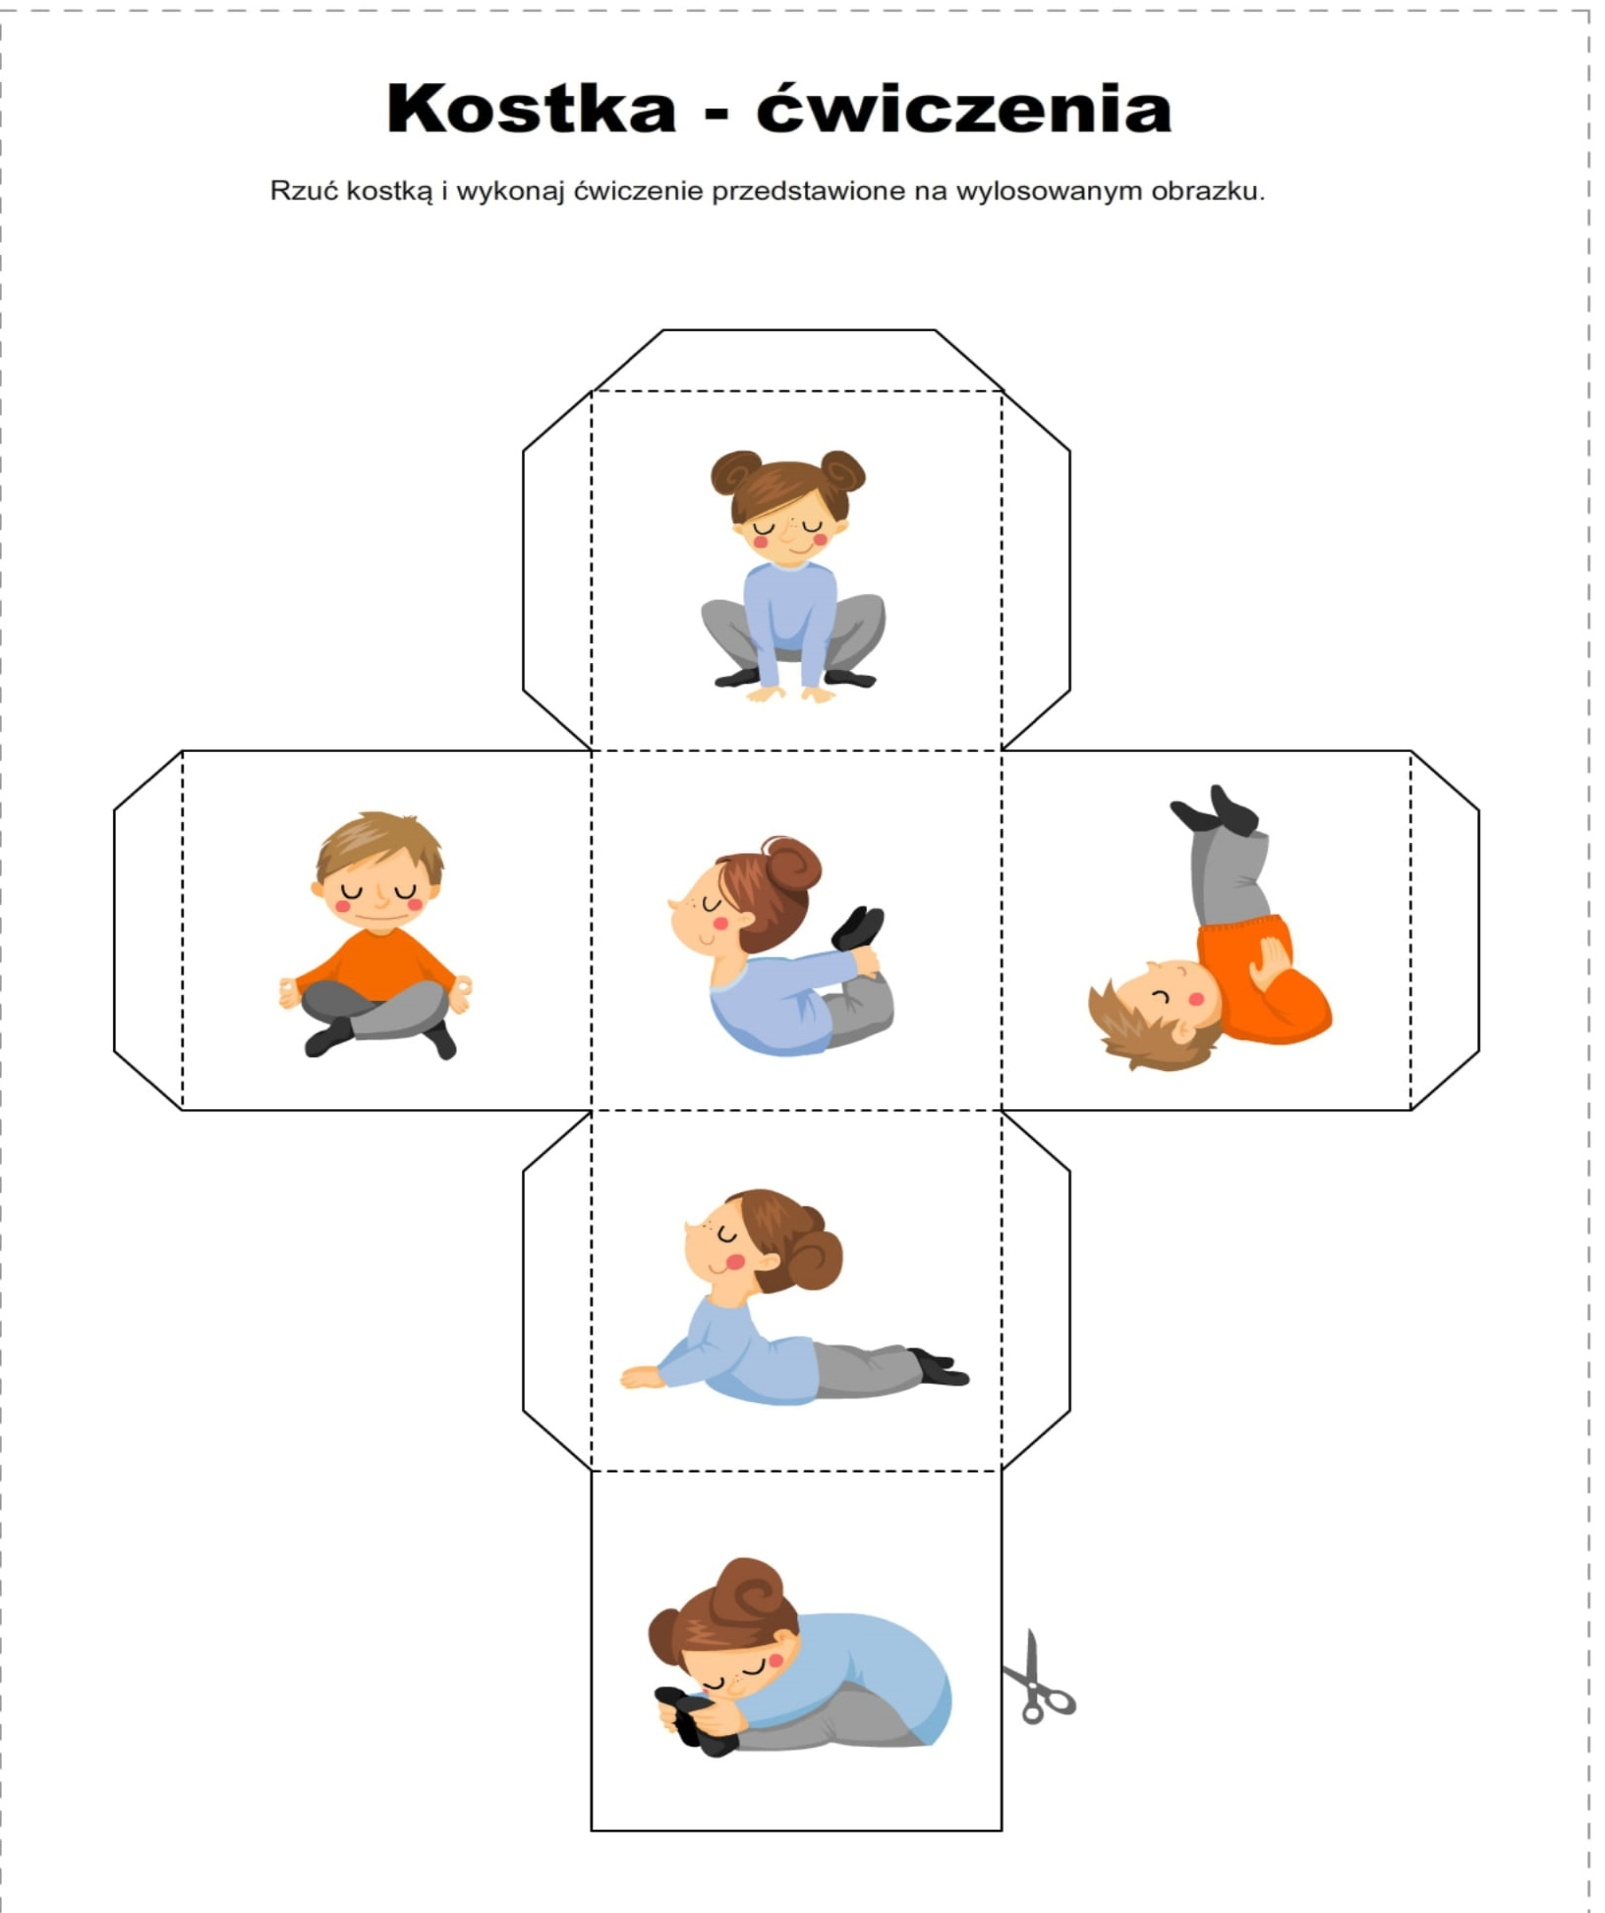 Kostka - ćwiczenia
Rzuć kostką i wykonaj ćwiczenie przedstawione na wylosowanym obrazku.